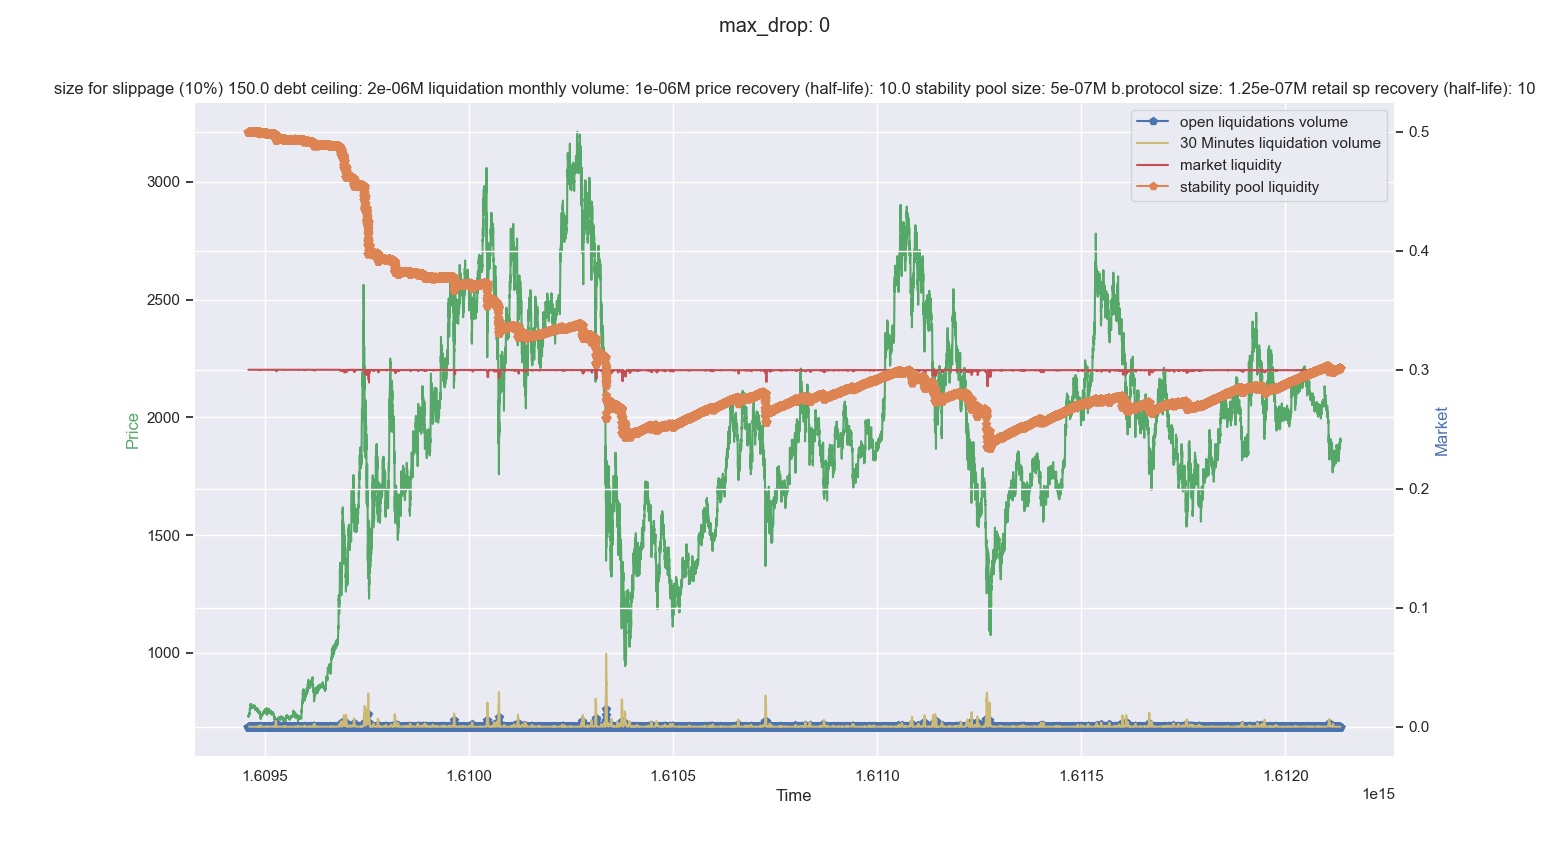 max_drop: 0
size for slippage (10%) 150.0 debt ceiling: 2e-06M liquidation monthly volume: 1e-06M price recovery (half-life): 10.0 stability pool size: 5e-07M b.protocol size: 1.25e-07M retail sp recovery (half-life): 10
open liquidations volume
30 Minutes liquidation volume
market liquidity
stability pool liquidity
3000
2500
2000
1500
1000
Price
0.5
0.4
0.3
0.2
0.1
0.0
Market
1.6095 1.6100 1.6105 1.6110 1.6115 1.6120
Time
1e15